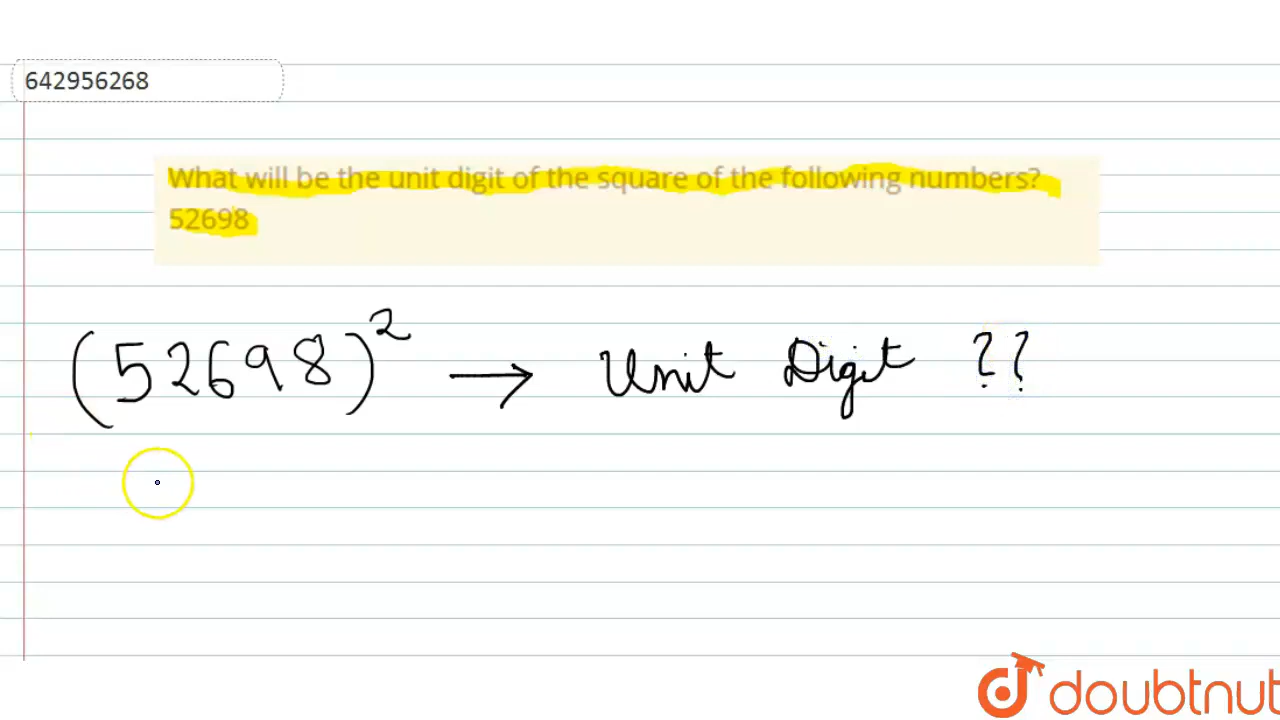 642956268
What will be the unit digit of the square of the following numbers?
52698
(52698)² → Unit Digit ??
doubtnut